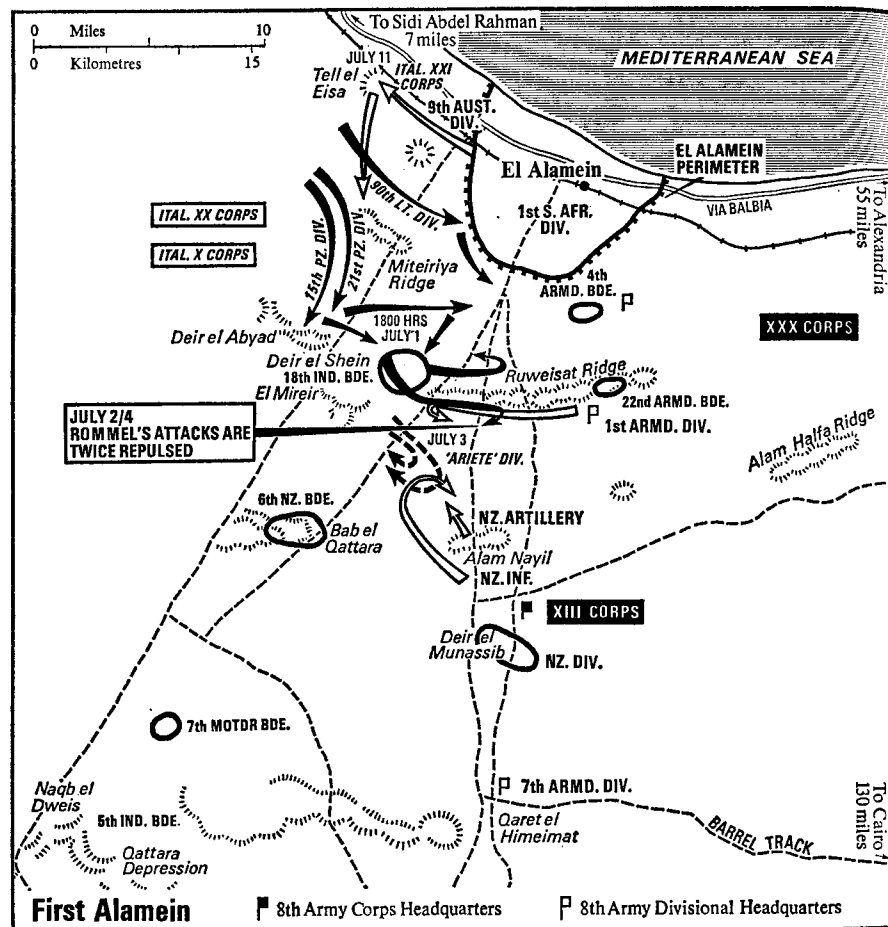 0 Miles 10
0 Kilometres 15
To Sidi Abdel Rahman
7 miles
MEDITERRANEAN SEA
JULY 11
Tell el
Eisa
ITAL. XXI
CORPS
9th AUST.
DIV.
El Alamein
EL ALAMEIN
PERIMETER
VIA BALBIA
To Alexandria
55 miles
90th LT. DIV.
1st S. AFR.
DIV.
ITAL. XX CORPS
ITAL. X CORPS
15th PZ. DIV.
21st PZ. DIV.
Miteiriya
Ridge
4th
ARMD. BDE.
XXX CORPS
1800 HRS
JULY 1
Deir el Abyad
Deir el Shein
18th IND. BDE.
El Mireir
Ruweisat Ridge
22nd ARMD. BDE.
1st ARMD. DIV.
Alam Halfa Ridge
JULY 2/4
ROMMEL'S ATTACKS ARE
TWICE REPULSED
JULY 3
'ARIETE' DIV.
6th NZ. BDE.
Bab el
Qattara
NZ. ARTILLERY
Alam Nayil
NZ. INF.
XIII CORPS
Deir el
Munassib
NZ. DIV.
7th MOTDR BDE.
7th ARMD. DIV.
Naqb el
Dweis
5th IND. BDE.
Qattara
Depression
Qaret el
Himeimat
BARREL TRACK
To Cairo
130 miles
First Alamein
8th Army Corps Headquarters
8th Army Divisional Headquarters